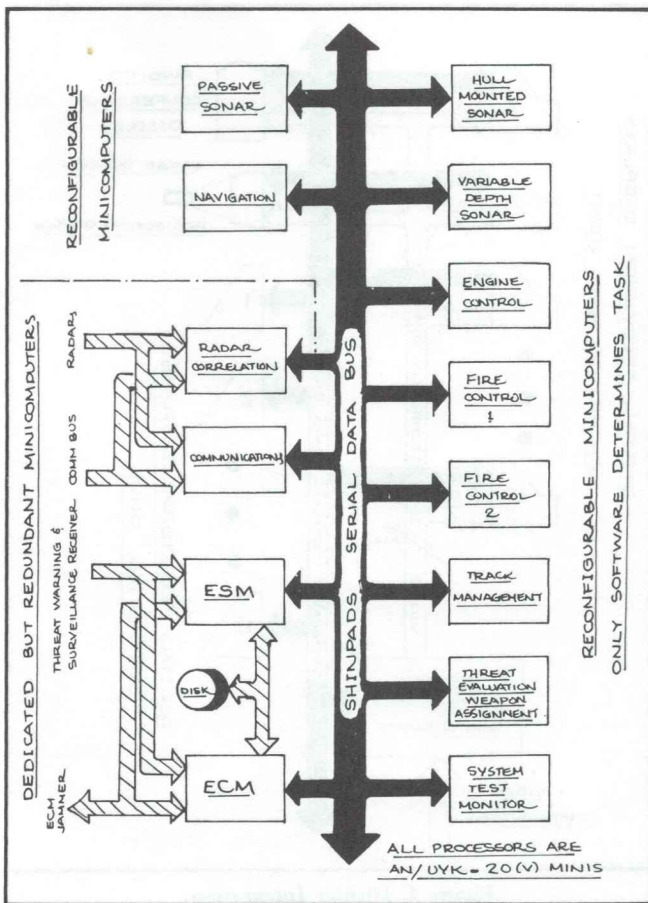 RECONFIGURABLE
MINICOMPUTERS
PASSIVE
SONAR
NAVIGATION
HULL
MOUNTED
SONAR
VARIABLE
DEPTH
SONAR
ENGINE
CONTROL
FIRE
CONTROL
1
FIRE
CONTROL
2
TRACK
MANAGEMENT
THREAT
EVALUATION
WEAPON
ASSIGNMENT
SYSTEM
TEST
MONITOR
DEDICATED BUT REDUNDANT MINICOMPUTERS
RADARS
RADAR
CORRELATION
COMM BUS
COMMUNICATIONS
THREAT WARNING &
SURVEILLANCE RECEIVER
ESM
DISK
ECM
JAMMER
ECM
SHINPADS SERIAL DATA BUS
RECONFIGURABLE MINICOMPUTERS
ONLY SOFTWARE DETERMINES TASK
ALL PROCESSORS ARE
AN/UYK-20(V) MINIS